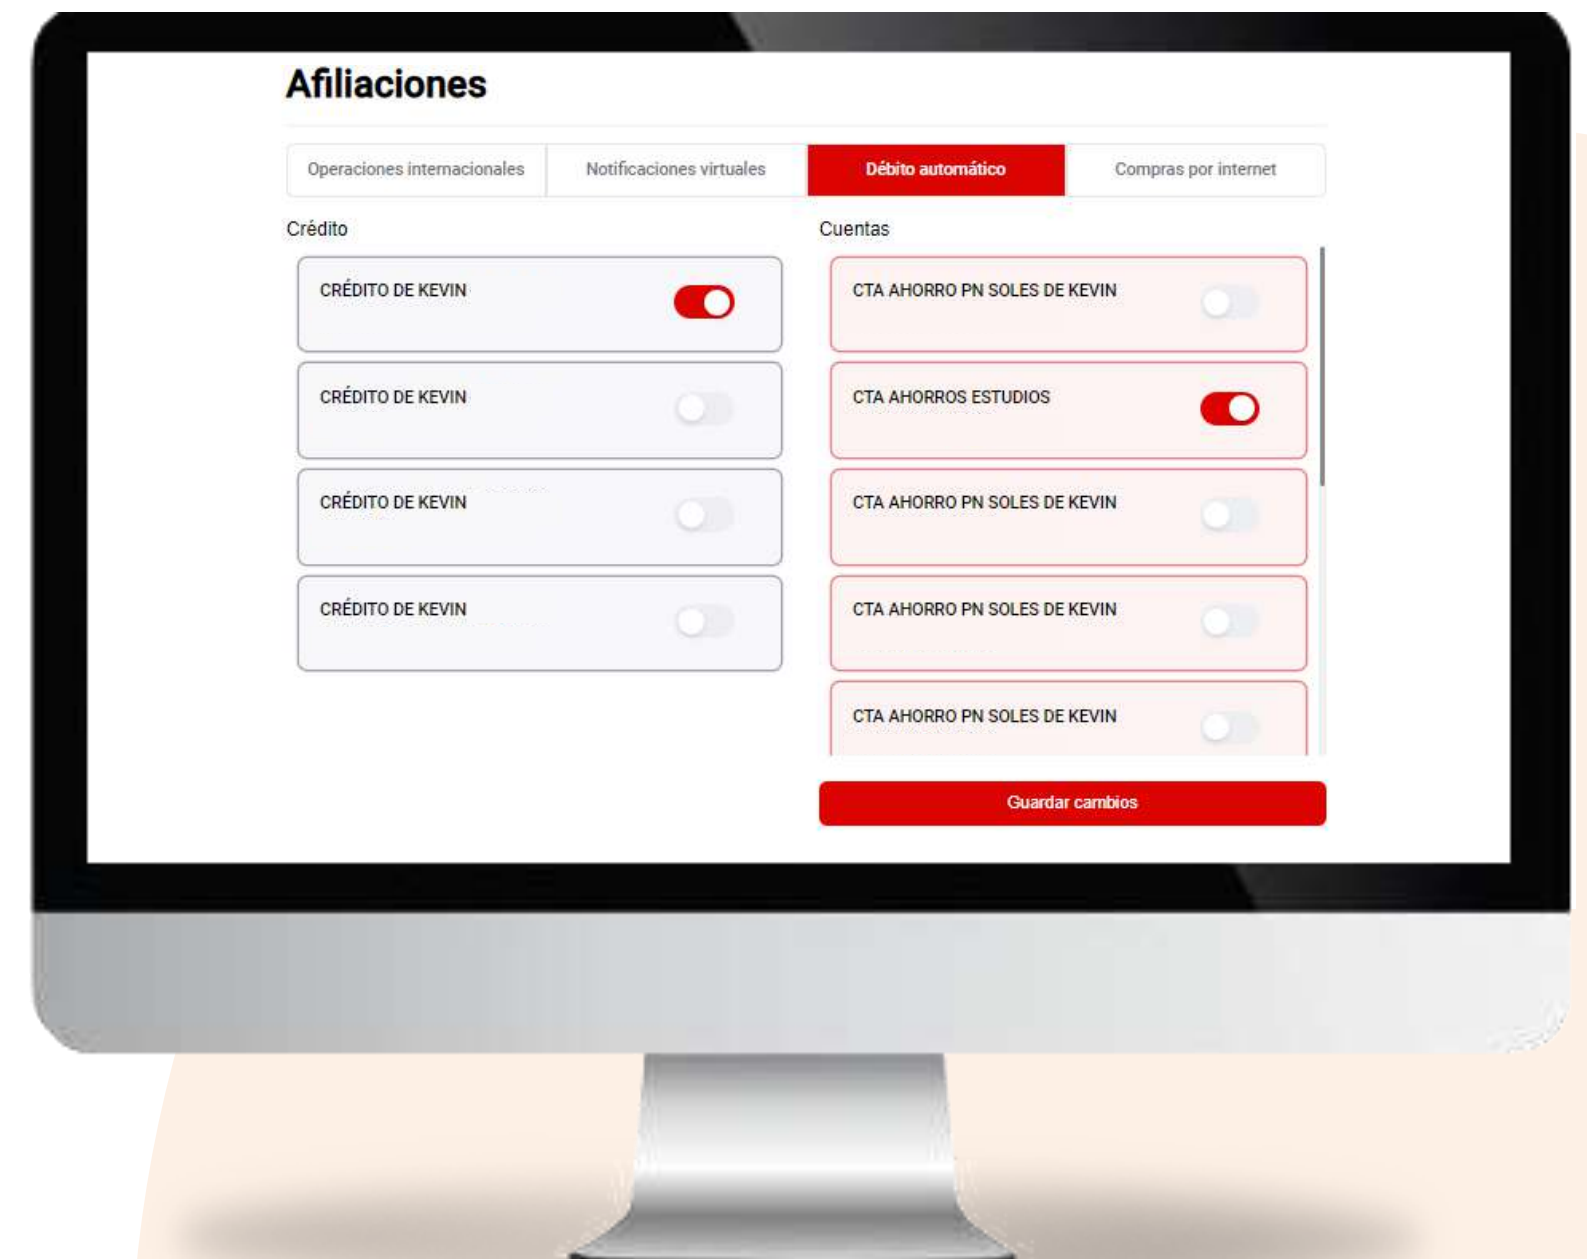 Afiliaciones
Operaciones internacionales
Notificaciones virtuales
Débito automático
Compras por internet
Crédito
CRÉDITO DE KEVIN
CRÉDITO DE KEVIN
CRÉDITO DE KEVIN
CRÉDITO DE KEVIN
Cuentas
CTA AHORRO PN SOLES DE KEVIN
CTA AHORROS ESTUDIOS
CTA AHORRO PN SOLES DE KEVIN
CTA AHORRO PN SOLES DE KEVIN
CTA AHORRO PN SOLES DE KEVIN
Guardar cambios